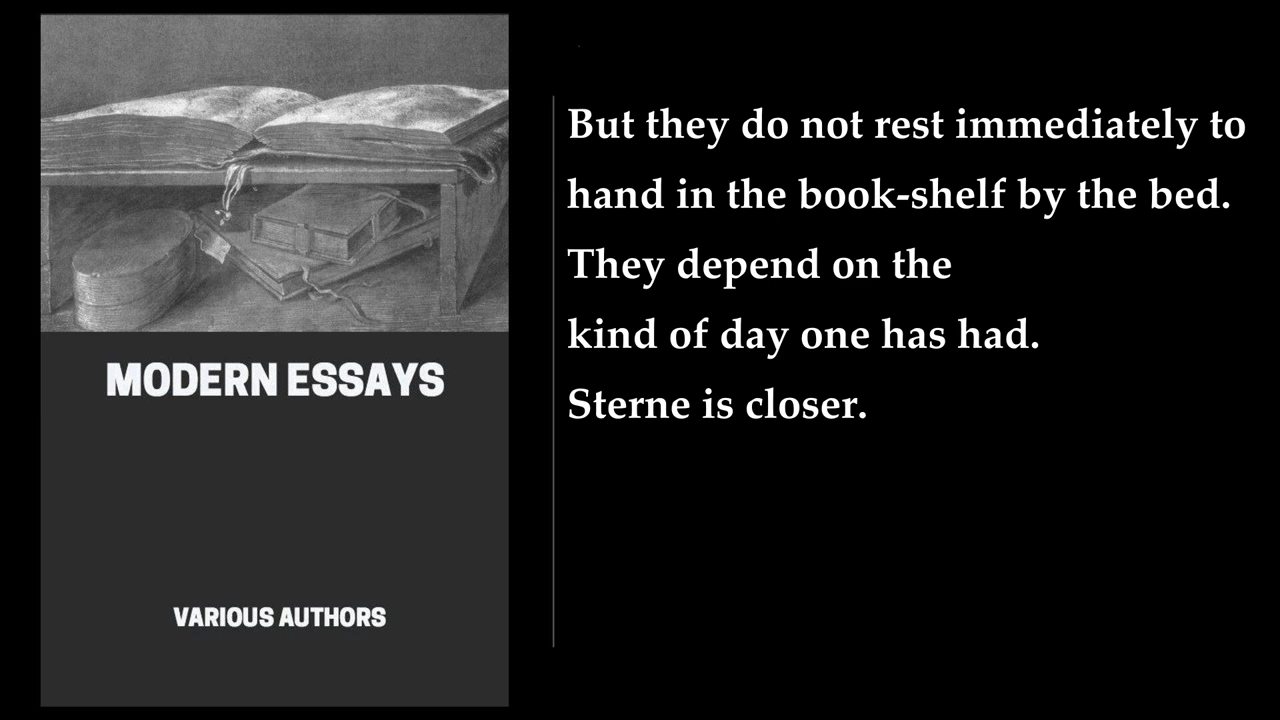 MODERN ESSAYS
VARIOUS AUTHORS
But they do not rest immediately to
hand in the book-shelf by the bed.
They depend on the
kind of day one has had.
Sterne is closer.